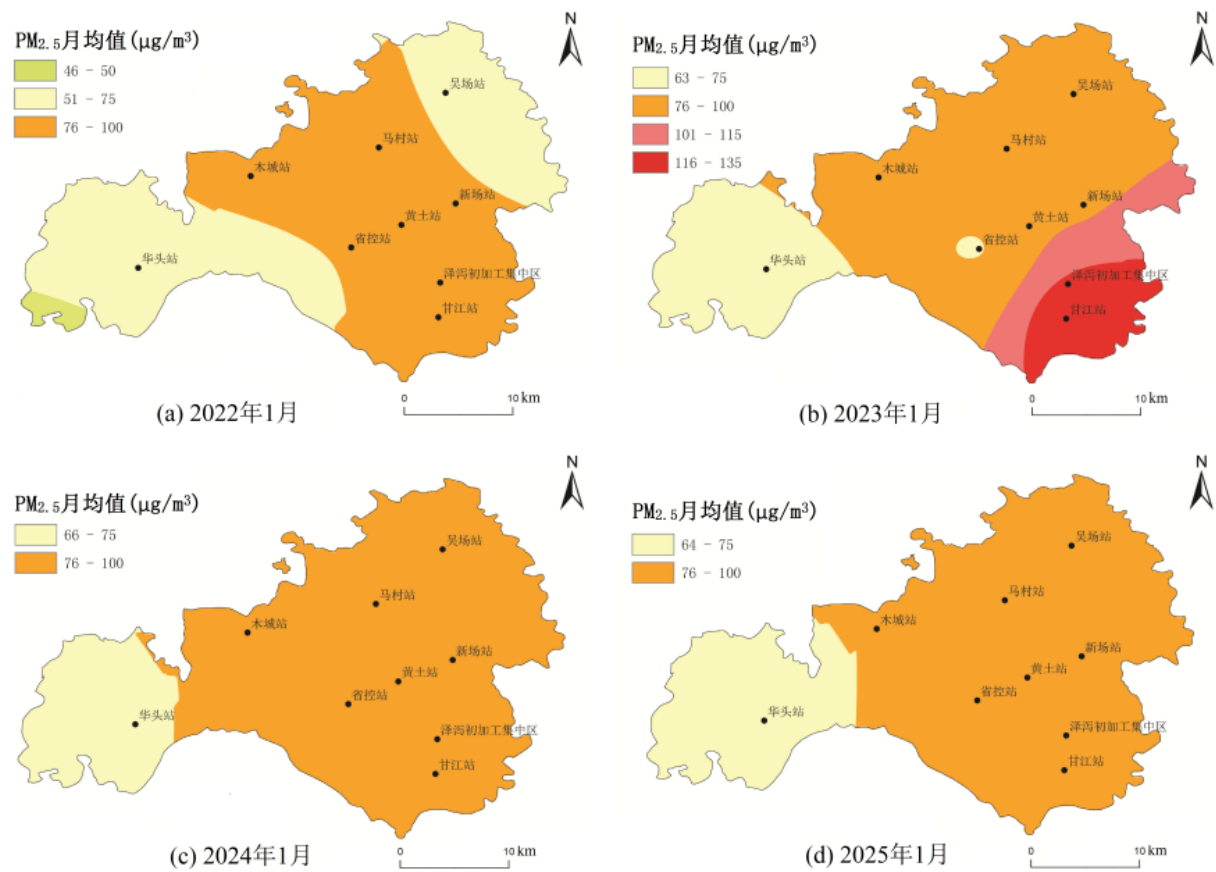 N
PM₂.₅月均值(μg/m³)
46 - 50
51 - 75
76 - 100
吴场站
马村站
木城站
新场站
黄土站
省控站
华头站
泽泻初加工集中区
甘江站
0 10 km
(a) 2022年1月
N
PM₂.₅月均值(μg/m³)
63 - 75
76 - 100
101 - 115
116 - 135
吴场站
马村站
木城站
新场站
黄土站
省控站
华头站
泽泻初加工集中区
甘江站
0 10 km
(b) 2023年1月
N
PM₂.₅月均值(μg/m³)
66 - 75
76 - 100
吴场站
马村站
木城站
新场站
黄土站
省控站
华头站
泽泻初加工集中区
甘江站
0 10 km
(c) 2024年1月
N
PM₂.₅月均值(μg/m³)
64 - 75
76 - 100
吴场站
马村站
木城站
新场站
黄土站
省控站
华头站
泽泻初加工集中区
甘江站
0 10 km
(d) 2025年1月